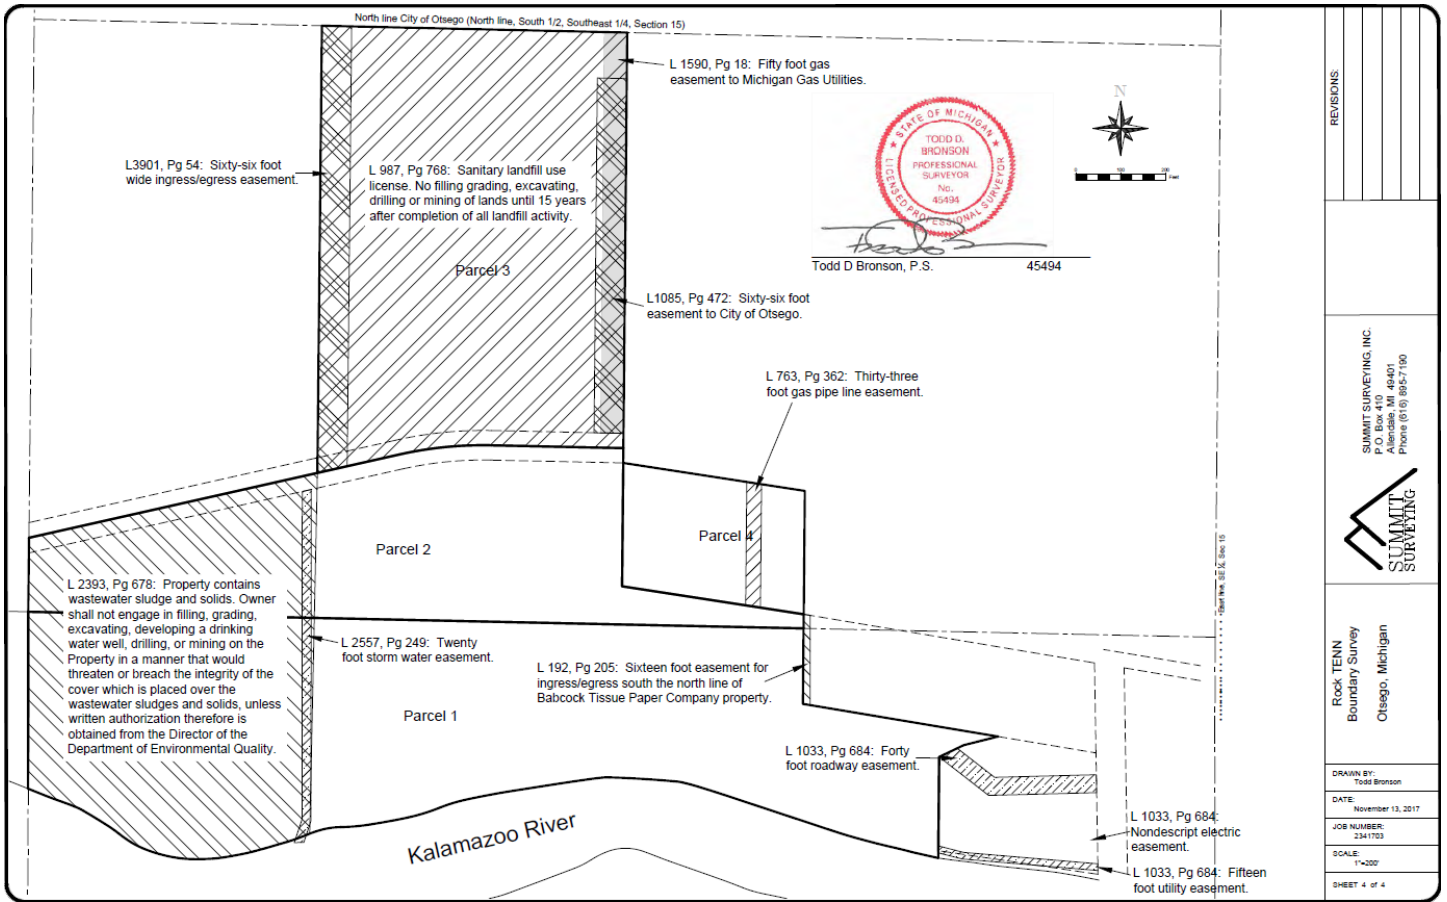 North line City of Otsego (North line, South 1/2, Southeast 1/4, Section 15)
L 1590, Pg 18: Fifty foot gas
easement to Michigan Gas Utilities.
L3901, Pg 54: Sixty-six foot
wide ingress/egress easement.
L 987, Pg 768: Sanitary landfill use
license. No filling grading, excavating,
drilling or mining of lands until 15 years
after completion of all landfill activity.
Parcel 3
STATE OF MICHIGAN
TODD D.
BRONSON
PROFESSIONAL
SURVEYOR
No.
45494
LICENSED PROFESSIONAL SURVEYOR
N
0 100 200
Feet
Todd D Bronson, P.S. 45494
L1085, Pg 472: Sixty-six foot
easement to City of Otsego.
L 763, Pg 362: Thirty-three
foot gas pipe line easement.
Parcel 2
Parcel 4
L 2393, Pg 678: Property contains
wastewater sludge and solids. Owner
shall not engage in filling, grading,
excavating, developing a drinking
water well, drilling, or mining on the
Property in a manner that would
threaten or breach the integrity of the
cover which is placed over the
wastewater sludges and solids, unless
written authorization therefore is
obtained from the Director of the
Department of Environmental Quality.
L 2557, Pg 249: Twenty
foot storm water easement.
L 192, Pg 205: Sixteen foot easement for
ingress/egress south the north line of
Babcock Tissue Paper Company property.
Parcel 1
L 1033, Pg 684: Forty
foot roadway easement.
Kalamazoo River
L 1033, Pg 684:
Nondescript electric
easement.
L 1033, Pg 684: Fifteen
foot utility easement.
East line, SE ¼, Sec 15
REVISIONS:
SUMMIT SURVEYING, INC.
P.O. Box 410
Allendale, MI 49401
Phone (616) 895-7190
SUMMIT
SURVEYING
Rock TENN
Boundary Survey
Otsego, Michigan
DRAWN BY:
Todd Bronson
DATE:
November 13, 2017
JOB NUMBER:
2341703
SCALE:
1"=200'
SHEET 4 of 4